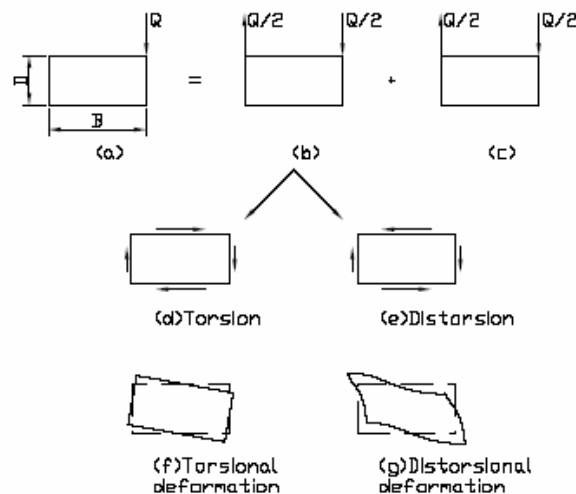 Q Q/2 Q/2 Q/2 Q/2
D = +
B
(a) (b) (c)
(d)Torsion (e)Distorsion
(f)Torsional (g)Distorsional
deformation deformation